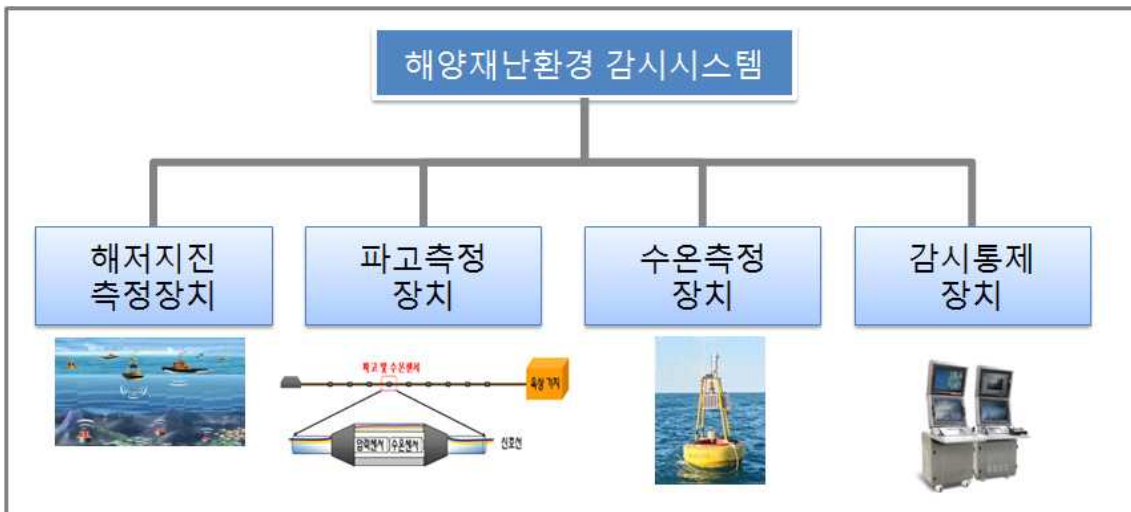 해양재난환경 감시시스템
해저지진
측정장치
파고측정
장치
수온측정
장치
감시통제
장치
파고 및 수온센서
육상 기지
압력센서
수온센서
신호선